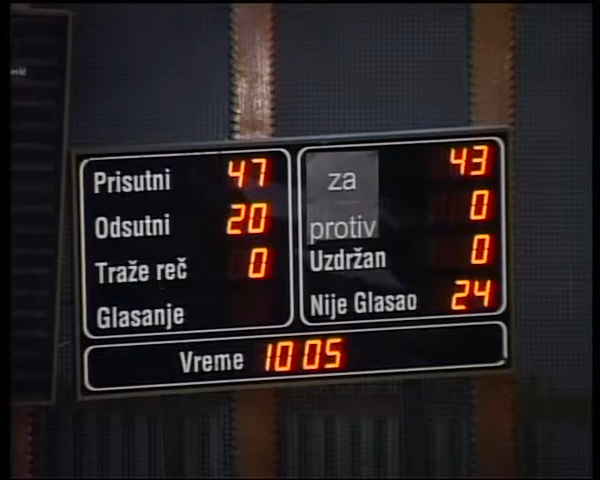 Prisutni 47
Odsutni 20
Traže reč 0
Glasanje
za 43
protiv 0
Uzdržan 0
Nije Glasao 24
Vreme 10 05